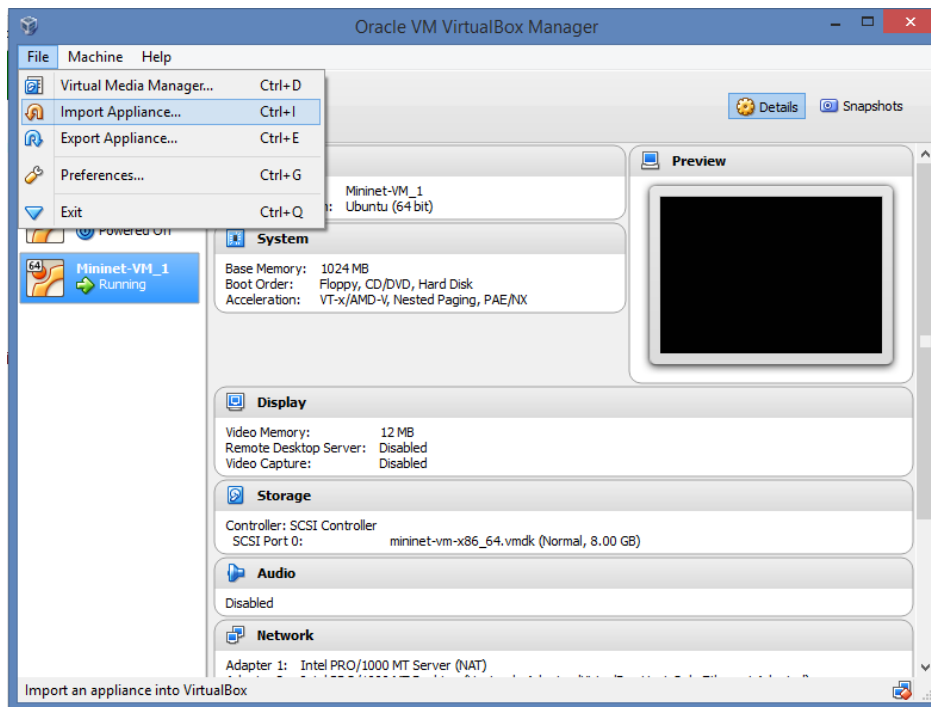 Oracle VM VirtualBox Manager
File Machine Help
Virtual Media Manager... Ctrl+D
Import Appliance... Ctrl+I
Export Appliance... Ctrl+E
Preferences... Ctrl+G
Exit Ctrl+Q
Details Snapshots
Powered Off
64 Mininet-VM_1
Running
Mininet-VM_1
Ubuntu (64 bit)
System
Base Memory: 1024 MB
Boot Order: Floppy, CD/DVD, Hard Disk
Acceleration: VT-x/AMD-V, Nested Paging, PAE/NX
Preview
Display
Video Memory: 12 MB
Remote Desktop Server: Disabled
Video Capture: Disabled
Storage
Controller: SCSI Controller
SCSI Port 0: mininet-vm-x86_64.vmdk (Normal, 8.00 GB)
Audio
Disabled
Network
Adapter 1: Intel PRO/1000 MT Server (NAT)
Import an appliance into VirtualBox